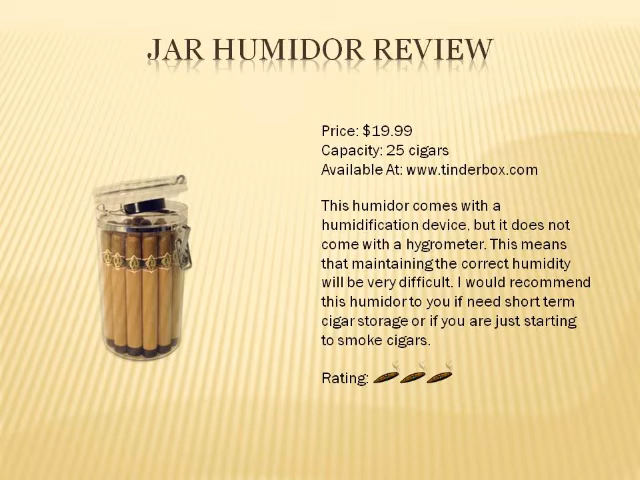 JAR HUMIDOR REVIEW
Price: $19.99
Capacity: 25 cigars
Available At: www.tinderbox.com
This humidor comes with a
humidification device, but it does not
come with a hygrometer. This means
that maintaining the correct humidity
will be very difficult. I would recommend
this humidor to you if need short term
cigar storage or if you are just starting
to smoke cigars.
Rating: